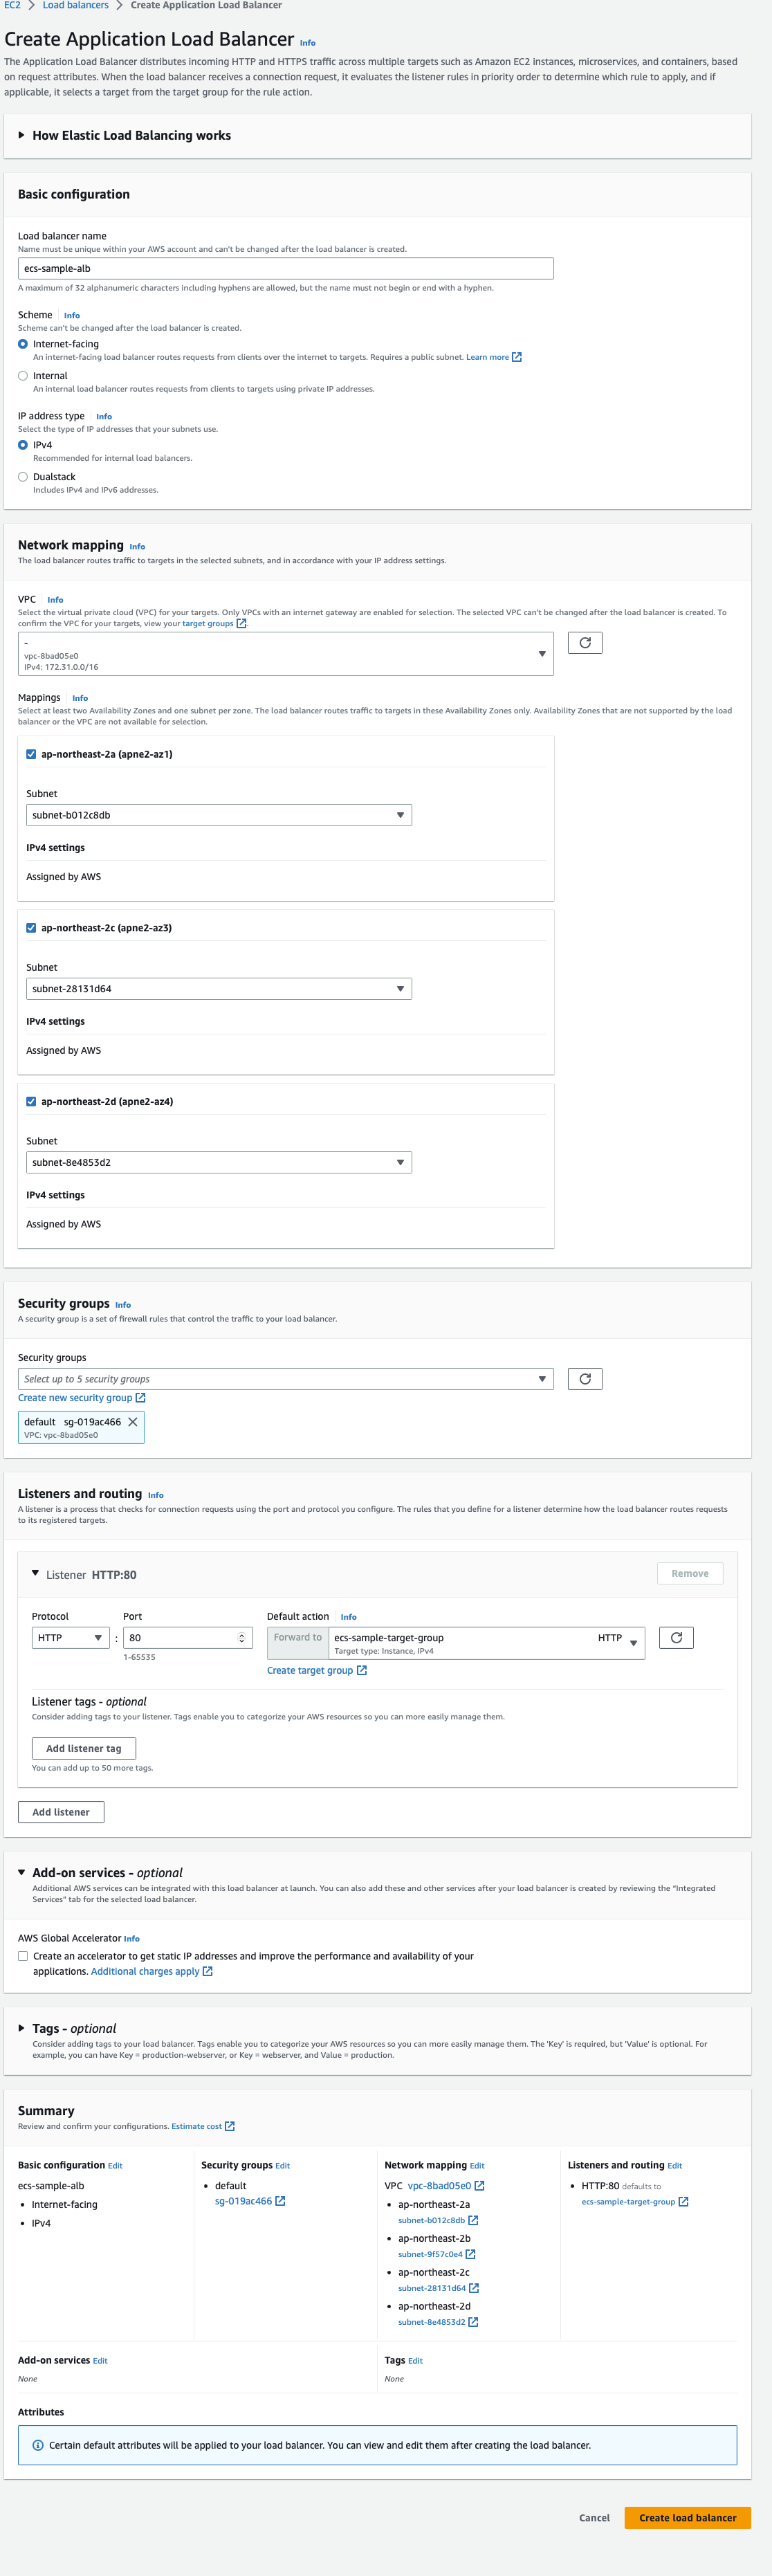 EC2 > Load balancers > Create Application Load Balancer
Create Application Load Balancer Info
The Application Load Balancer distributes incoming HTTP and HTTPS traffic across multiple targets such as Amazon EC2 instances, microservices, and containers, based
on request attributes. When the load balancer receives a connection request, it evaluates the listener rules in priority order to determine which rule to apply, and if
applicable, it selects a target from the target group for the rule action.
How Elastic Load Balancing works
Basic configuration
Load balancer name
Name must be unique within your AWS account and can't be changed after the load balancer is created.
ecs-sample-alb
A maximum of 32 alphanumeric characters including hyphens are allowed, but the name must not begin or end with a hyphen.
Scheme Info
Scheme can't be changed after the load balancer is created.
Internet-facing
An internet-facing load balancer routes requests from clients over the internet to targets. Requires a public subnet. Learn more
Internal
An internal load balancer routes requests from clients to targets using private IP addresses.
IP address type Info
Select the type of IP addresses that your subnets use.
IPv4
Recommended for internal load balancers.
Dualstack
Includes IPv4 and IPv6 addresses.
Network mapping Info
The load balancer routes traffic to targets in the selected subnets, and in accordance with your IP address settings.
VPC Info
Select the virtual private cloud (VPC) for your targets. Only VPCs with an internet gateway are enabled for selection. The selected VPC can't be changed after the load balancer is created. To
confirm the VPC for your targets, view your target groups.
-
vpc-8bad05e0
IPv4: 172.31.0.0/16
Mappings Info
Select at least two Availability Zones and one subnet per zone. The load balancer routes traffic to targets in these Availability Zones only. Availability Zones that are not supported by the load
balancer or the VPC are not available for selection.
ap-northeast-2a (apne2-az1)
Subnet
subnet-b012c8db
IPv4 settings
Assigned by AWS
ap-northeast-2c (apne2-az3)
Subnet
subnet-28131d64
IPv4 settings
Assigned by AWS
ap-northeast-2d (apne2-az4)
Subnet
subnet-8e4853d2
IPv4 settings
Assigned by AWS
Security groups Info
A security group is a set of firewall rules that control the traffic to your load balancer.
Security groups
Select up to 5 security groups
Create new security group
default sg-019ac466
VPC: vpc-8bad05e0
Listeners and routing Info
A listener is a process that checks for connection requests using the port and protocol you configure. The rules that you define for a listener determine how the load balancer routes requests
to its registered targets.
Listener HTTP:80 Remove
Protocol Port Default action Info
HTTP : 80 Forward to ecs-sample-target-group HTTP
Target type: Instance, IPv4
1-65535
Create target group
Listener tags - optional
Consider adding tags to your listener. Tags enable you to categorize your AWS resources so you can more easily manage them.
Add listener tag
You can add up to 50 more tags.
Add listener
Add-on services - optional
Additional AWS services can be integrated with this load balancer at launch. You can also add these and other services after your load balancer is created by reviewing the "Integrated
Services" tab for the selected load balancer.
AWS Global Accelerator Info
Create an accelerator to get static IP addresses and improve the performance and availability of your
applications. Additional charges apply
Tags - optional
Consider adding tags to your load balancer. Tags enable you to categorize your AWS resources so you can more easily manage them. The 'Key' is required, but 'Value' is optional. For
example, you can have Key = production-webserver, or Key = webserver, and Value = production.
Summary
Review and confirm your configurations. Estimate cost
Basic configuration Edit
ecs-sample-alb
• Internet-facing
• IPv4
Security groups Edit
• default
sg-019ac466
Network mapping Edit
VPC vpc-8bad05e0
• ap-northeast-2a
subnet-b012c8db
• ap-northeast-2b
subnet-9f57c0e4
• ap-northeast-2c
subnet-28131d64
• ap-northeast-2d
subnet-8e4853d2
Listeners and routing Edit
• HTTP:80 defaults to
ecs-sample-target-group
Add-on services Edit
None
Tags Edit
None
Attributes
Certain default attributes will be applied to your load balancer. You can view and edit them after creating the load balancer.
Cancel Create load balancer